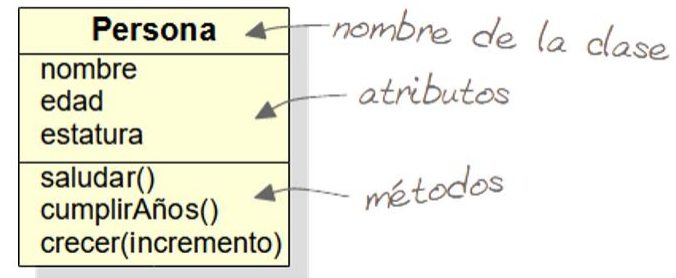 Persona
nombre de la clase
nombre
edad
estatura
atributos
saludar()
cumplirAños()
crecer(incremento)
métodos